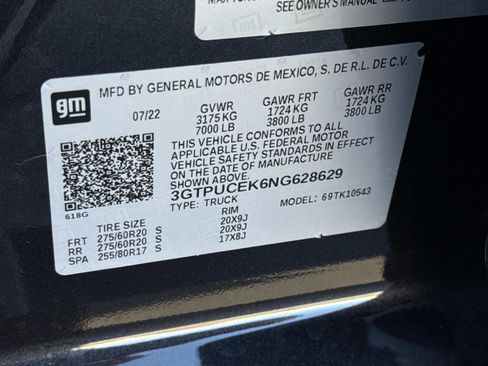 SEE OWNER'S MANUAL
gm
MFD BY GENERAL MOTORS DE MEXICO, S. DE R.L. DE C.V.
07/22 GVWR GAWR FRT GAWR RR
3175 KG 1724 KG 1724 KG
7000 LB 3800 LB 3800 LB
THIS VEHICLE CONFORMS TO ALL
APPLICABLE U.S. FEDERAL MOTOR
VEHICLE SAFETY STANDARDS IN EFFECT
ON THE DATE OF MANUFACTURE
3GTPUCEK6NG628629
618G TYPE: TRUCK MODEL: 69TK10543
TIRE SIZE RIM
FRT 275/60R20 S 20X9J
RR 275/60R20 S 20X9J
SPA 255/80R17 S 17X8J